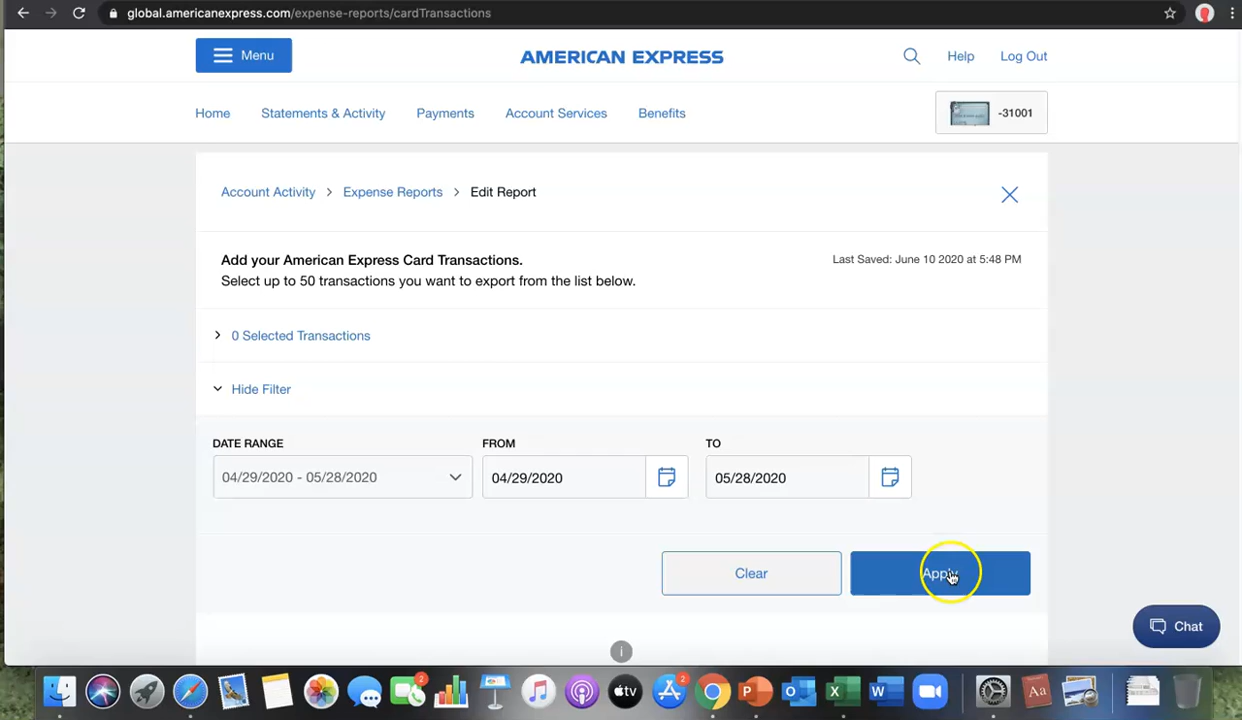 global.americanexpress.com/expense-reports/cardTransactions
Menu
AMERICAN EXPRESS
Help
Log Out
Home
Statements & Activity
Payments
Account Services
Benefits
-31001
Account Activity > Expense Reports > Edit Report
Add your American Express Card Transactions.
Last Saved: June 10 2020 at 5:48 PM
Select up to 50 transactions you want to export from the list below.
0 Selected Transactions
Hide Filter
DATE RANGE
FROM
TO
04/29/2020 - 05/28/2020
04/29/2020
05/28/2020
Clear
Apply
Chat
i
2
tv
2
P
O
X
W
Aa